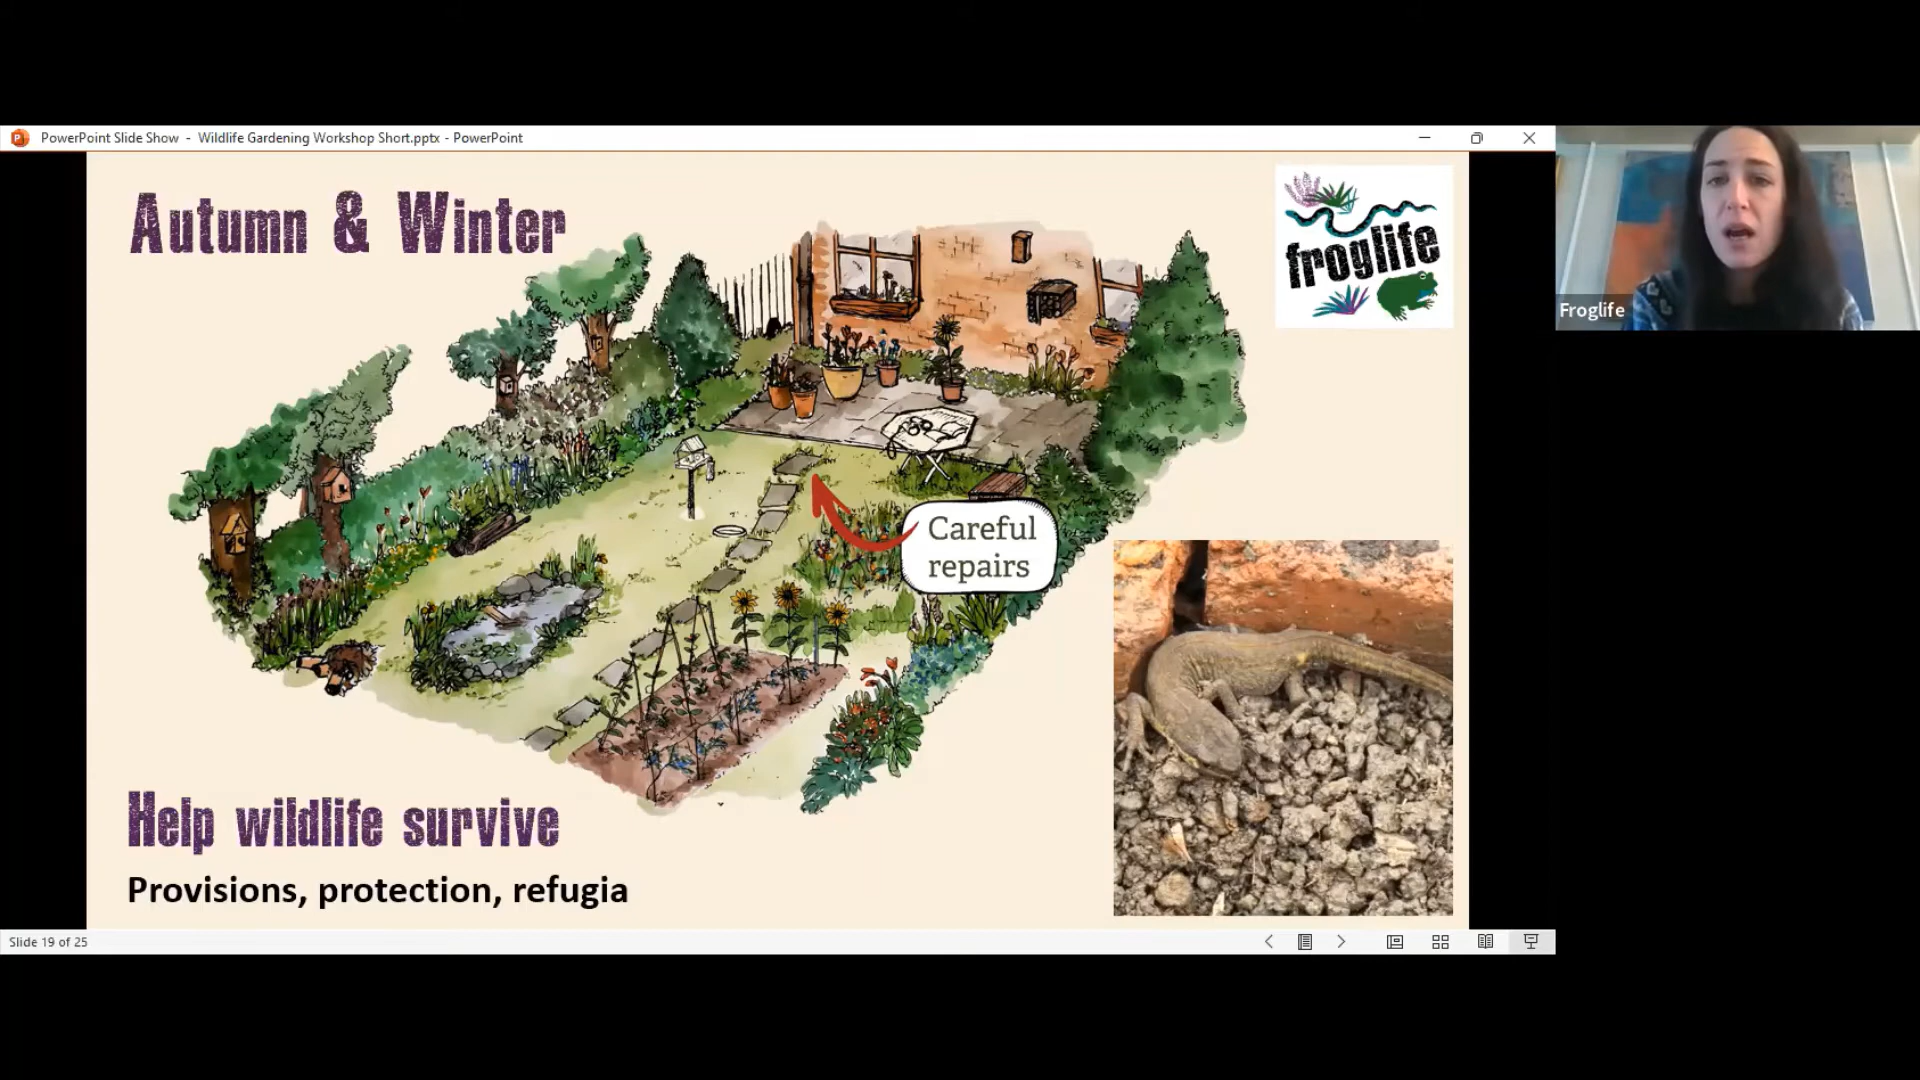 PowerPoint Slide Show - Wildlife Gardening Workshop Short.pptx - PowerPoint
Autumn & Winter
froglife
Froglife
Careful
repairs
Help wildlife survive
Provisions, protection, refugia
Slide 19 of 25